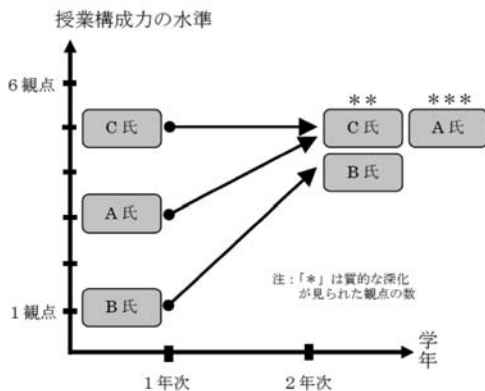 授業構成力の水準
6観点
** ***
C氏 C氏 A氏
B氏
A氏
注：「*」は質的な深化
が見られた観点の数
1観点 B氏
学年
1年次 2年次